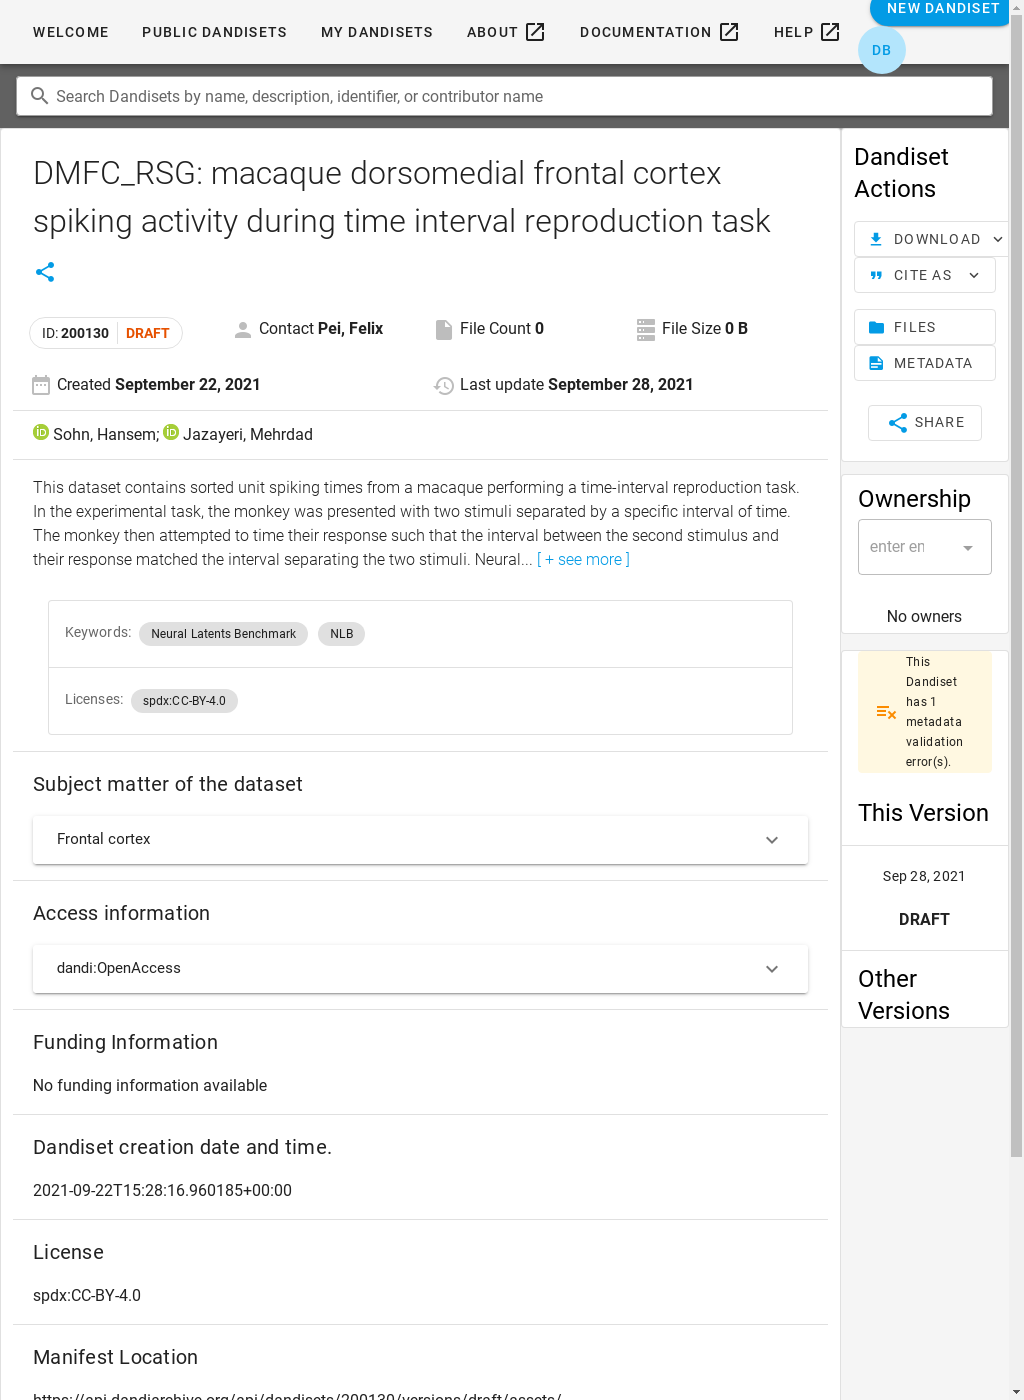 WELCOME PUBLIC DANDISETS MY DANDISETS ABOUT DOCUMENTATION HELP NEW DANDISET
DB
Search Dandisets by name, description, identifier, or contributor name
DMFC_RSG: macaque dorsomedial frontal cortex
spiking activity during time interval reproduction task
ID: 200130 DRAFT
Contact Pei, Felix
File Count 0
File Size 0 B
Created September 22, 2021
Last update September 28, 2021
Sohn, Hansem; Jazayeri, Mehrdad
This dataset contains sorted unit spiking times from a macaque performing a time-interval reproduction task.
In the experimental task, the monkey was presented with two stimuli separated by a specific interval of time.
The monkey then attempted to time their response such that the interval between the second stimulus and
their response matched the interval separating the two stimuli. Neural... [ + see more ]
Keywords: Neural Latents Benchmark NLB
Licenses: spdx:CC-BY-4.0
Subject matter of the dataset
Frontal cortex
Access information
dandi:OpenAccess
Funding Information
No funding information available
Dandiset creation date and time.
2021-09-22T15:28:16.960185+00:00
License
spdx:CC-BY-4.0
Manifest Location
https://api.dandiarchive.org/api/dandisets/200130/versions/draft/assets/
Dandiset
Actions
DOWNLOAD
CITE AS
FILES
METADATA
SHARE
Ownership
enter en
No owners
This
Dandiset
has 1
metadata
validation
error(s).
This Version
Sep 28, 2021
DRAFT
Other
Versions